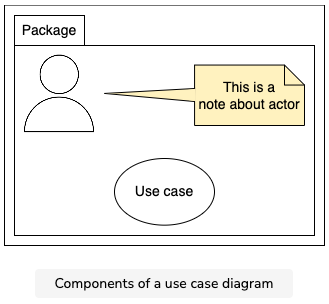 Package
This is a
note about actor
Use case
Components of a use case diagram